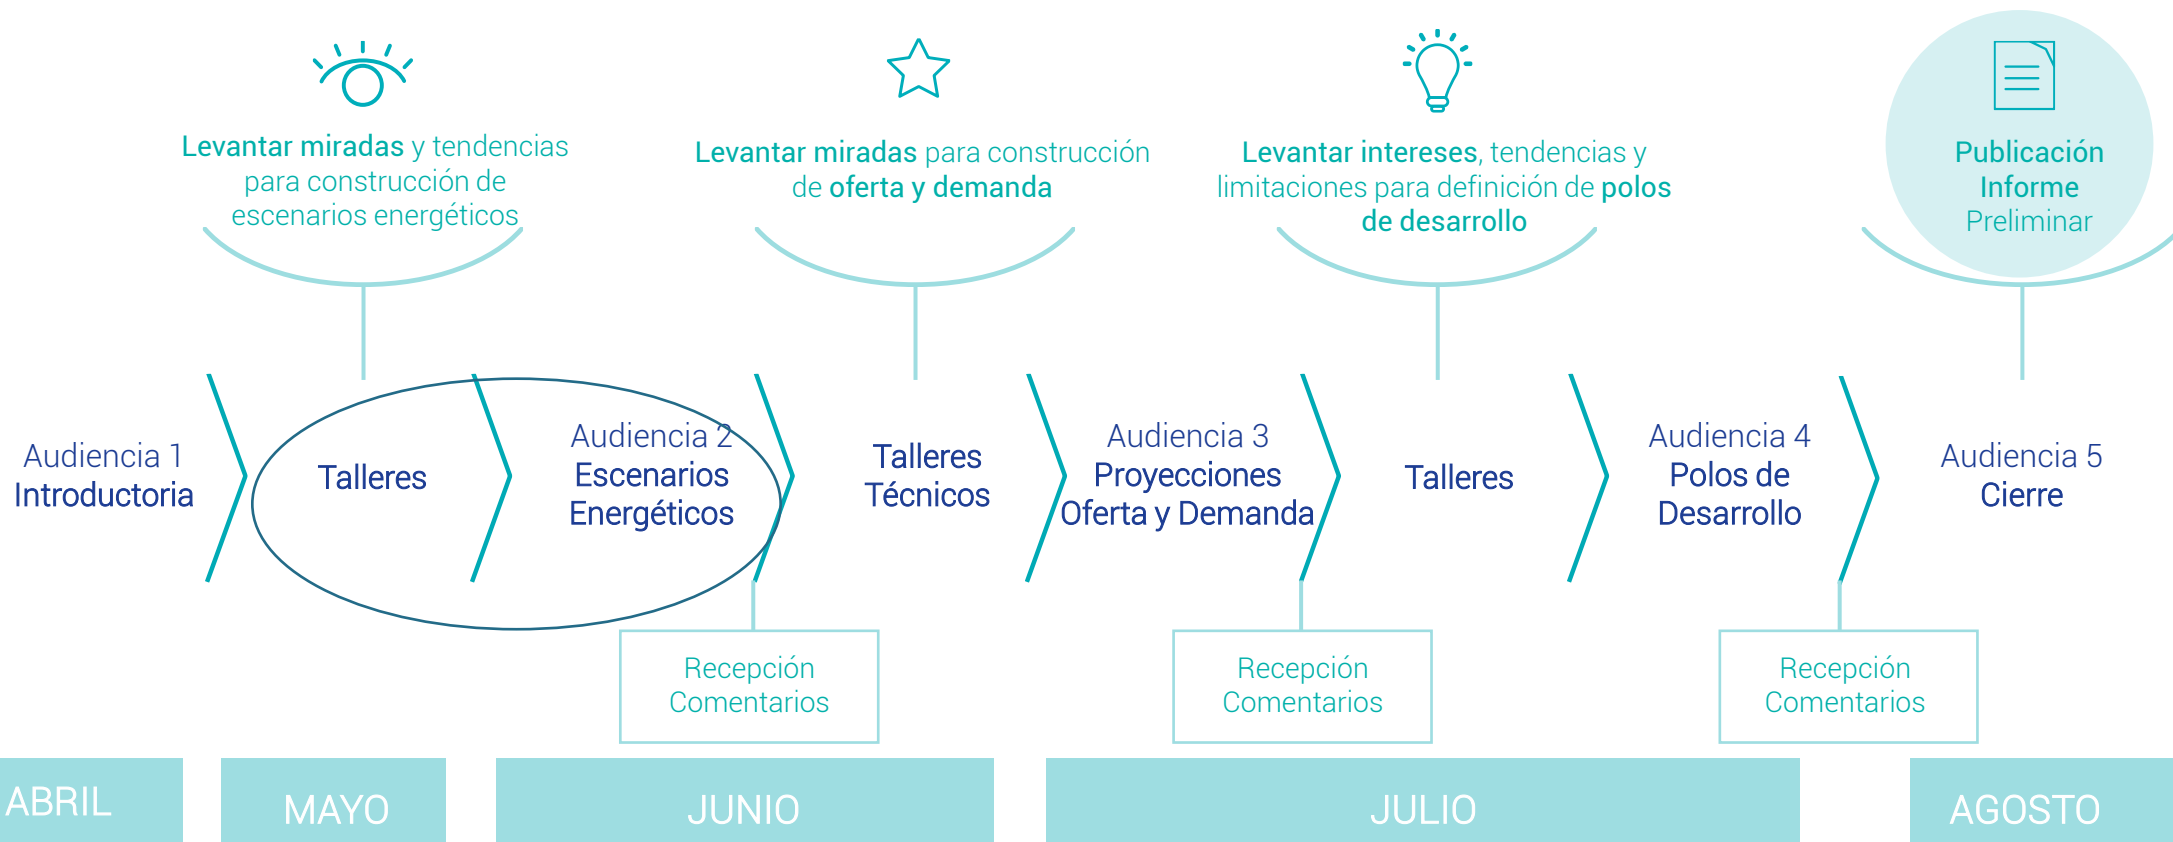 Levantar miradas y tendencias
para construcción de
escenarios energéticos
Levantar miradas para construcción
de oferta y demanda
Levantar intereses, tendencias y
limitaciones para definición de polos
de desarrollo
Publicación
Informe
Preliminar
Audiencia 1
Introductoria
Talleres
Audiencia 2
Escenarios
Energéticos
Talleres
Técnicos
Audiencia 3
Proyecciones
Oferta y Demanda
Talleres
Audiencia 4
Polos de
Desarrollo
Audiencia 5
Cierre
Recepción
Comentarios
Recepción
Comentarios
Recepción
Comentarios
ABRIL
MAYO
JUNIO
JULIO
AGOSTO